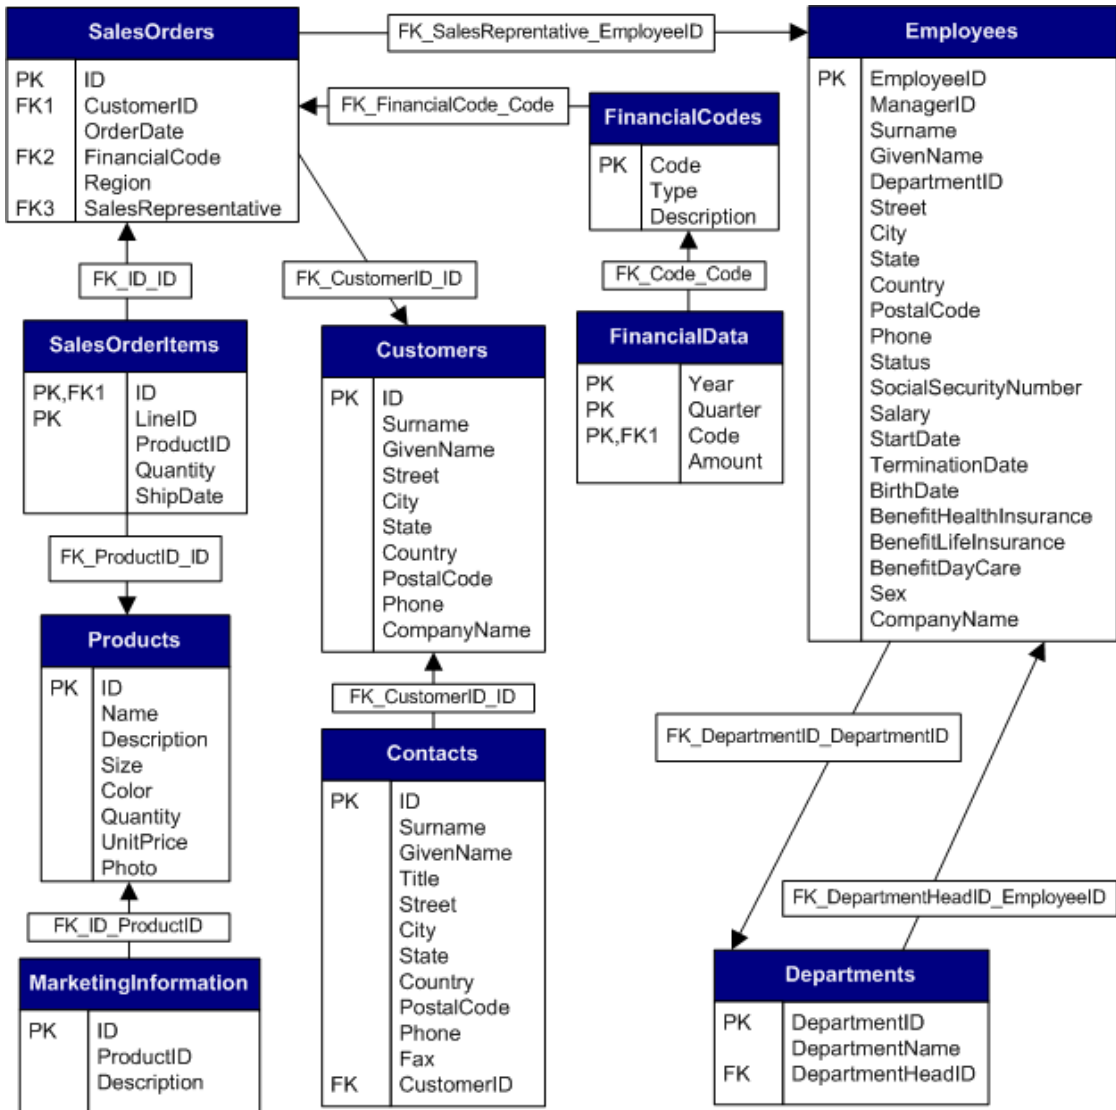 SalesOrders
PK ID
FK1 CustomerID
OrderDate
FK2 FinancialCode
Region
FK3 SalesRepresentative
FK_SalesReprentative_EmployeeID
Employees
PK EmployeeID
ManagerID
Surname
GivenName
DepartmentID
Street
City
State
Country
PostalCode
Phone
Status
SocialSecurityNumber
Salary
StartDate
TerminationDate
BirthDate
BenefitHealthInsurance
BenefitLifeInsurance
BenefitDayCare
Sex
CompanyName
FK_FinancialCode_Code
FinancialCodes
PK Code
Type
Description
FK_ID_ID
FK_CustomerID_ID
FK_Code_Code
SalesOrderItems
PK,FK1 ID
PK LineID
ProductID
Quantity
ShipDate
Customers
PK ID
Surname
GivenName
Street
City
State
Country
PostalCode
Phone
CompanyName
FinancialData
PK Year
PK Quarter
PK,FK1 Code
Amount
FK_ProductID_ID
Products
PK ID
Name
Description
Size
Color
Quantity
UnitPrice
Photo
FK_CustomerID_ID
Contacts
PK ID
Surname
GivenName
Title
Street
City
State
Country
PostalCode
Phone
Fax
FK CustomerID
FK_DepartmentID_DepartmentID
FK_DepartmentHeadID_EmployeeID
FK_ID_ProductID
MarketingInformation
PK ID
ProductID
Description
Departments
PK DepartmentID
DepartmentName
FK DepartmentHeadID